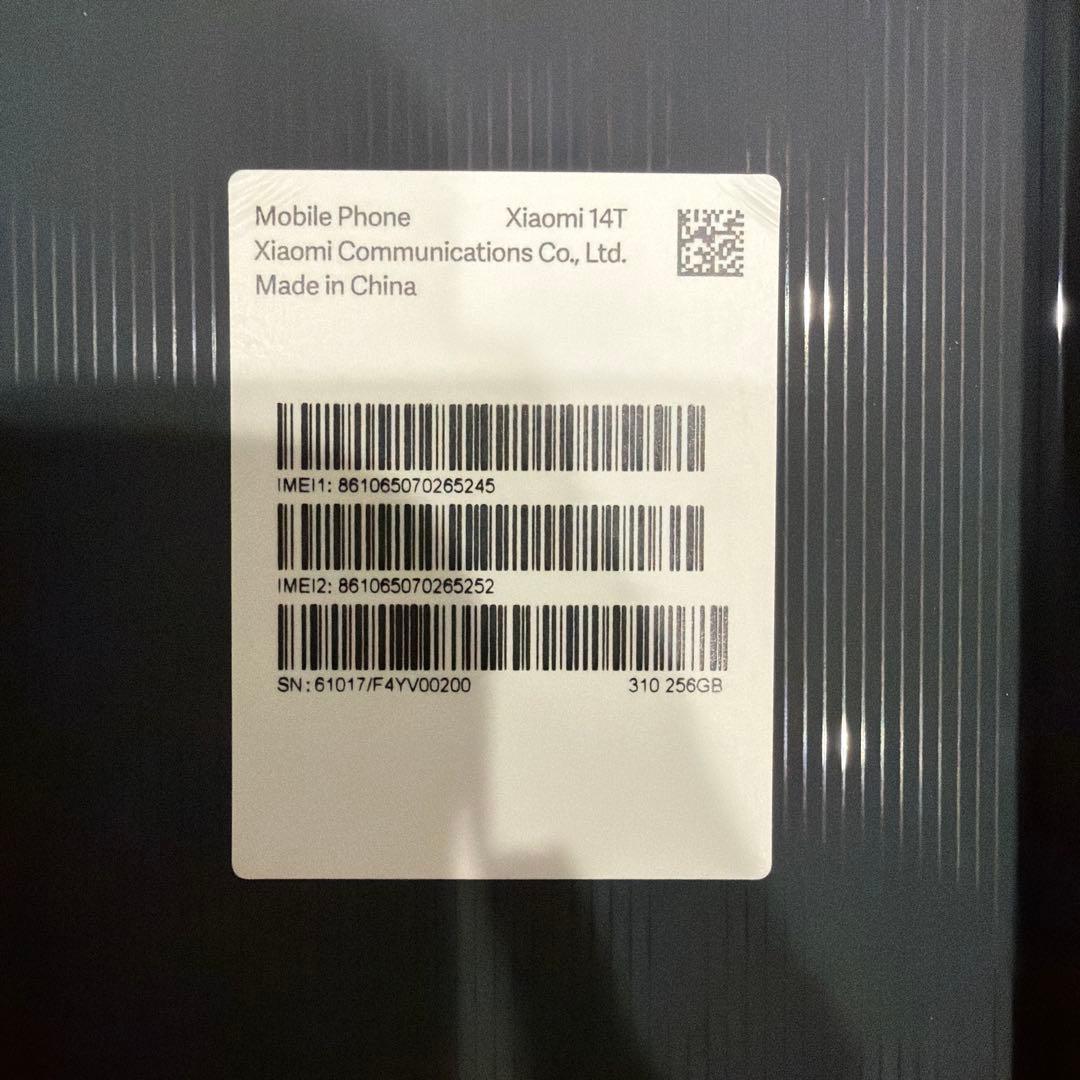 Mobile Phone Xiaomi 14T
Xiaomi Communications Co., Ltd.
Made in China
IMEI1: 861065070265245
IMEI2: 861065070265252
SN: 61017/F4YV00200 310 256GB